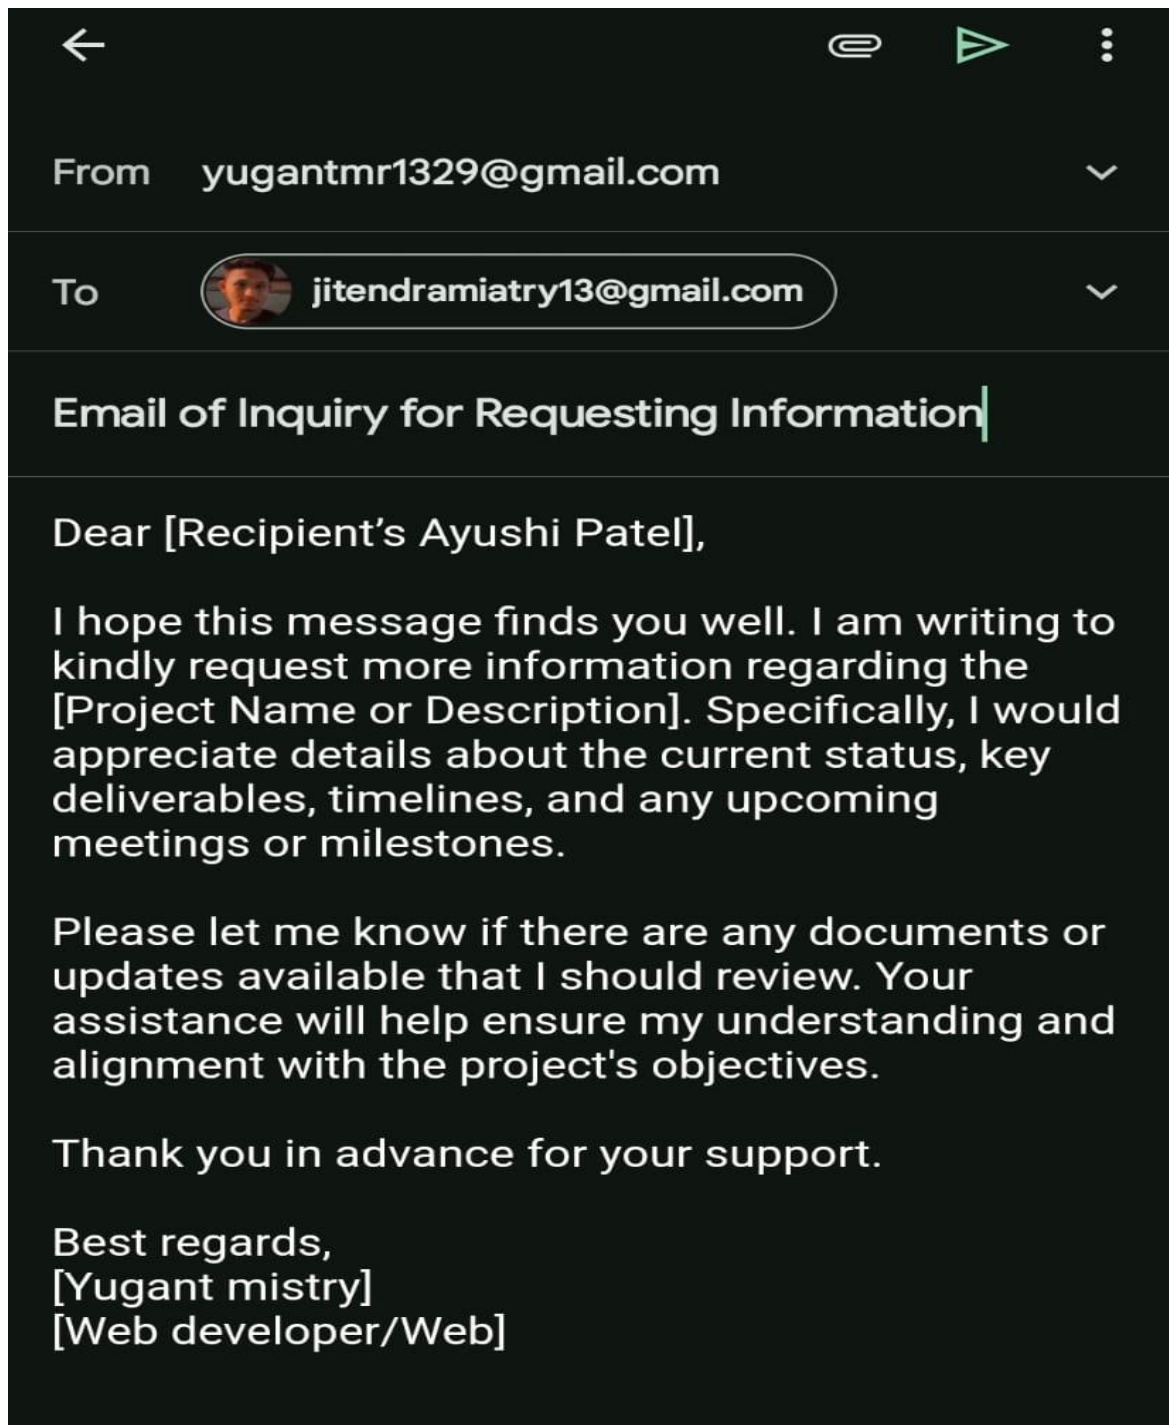 From yugantmr1329@gmail.com
To jitendramiatry13@gmail.com
Email of Inquiry for Requesting Information
Dear [Recipient’s Ayushi Patel],
I hope this message finds you well. I am writing to
kindly request more information regarding the
[Project Name or Description]. Specifically, I would
appreciate details about the current status, key
deliverables, timelines, and any upcoming
meetings or milestones.
Please let me know if there are any documents or
updates available that I should review. Your
assistance will help ensure my understanding and
alignment with the project's objectives.
Thank you in advance for your support.
Best regards,
[Yugant mistry]
[Web developer/Web]